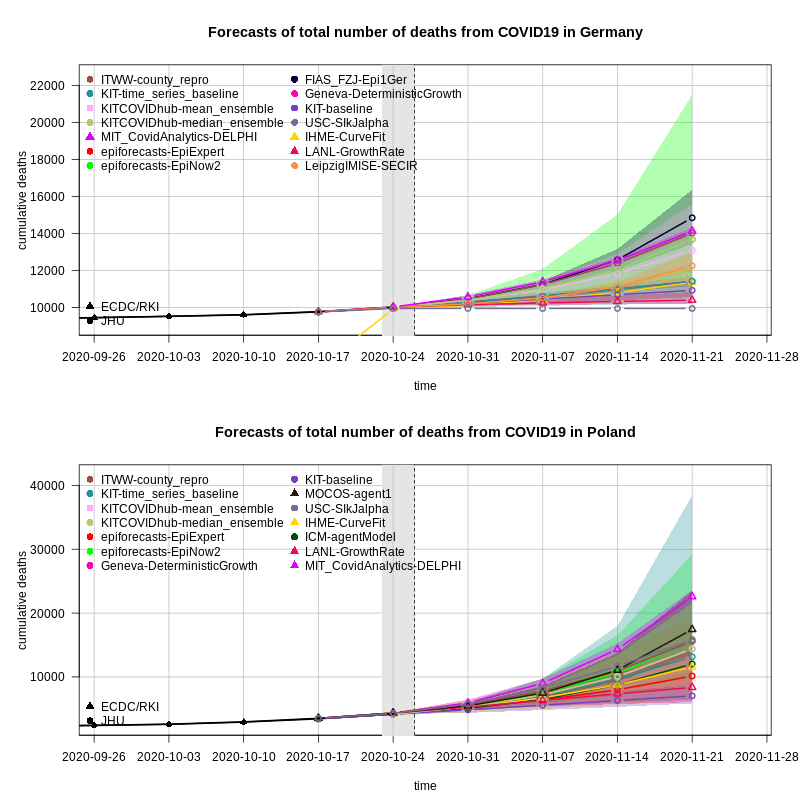 Forecasts of total number of deaths from COVID19 in Germany
cumulative deaths
22000
20000
18000
16000
14000
12000
10000
ITWW-county_repro
KIT-time_series_baseline
KITCOVIDhub-mean_ensemble
KITCOVIDhub-median_ensemble
MIT_CovidAnalytics-DELPHI
epiforecasts-EpiExpert
epiforecasts-EpiNow2
FIAS_FZJ-Epi1Ger
Geneva-DeterministicGrowth
KIT-baseline
USC-SIkJalpha
IHME-CurveFit
LANL-GrowthRate
LeipzigIMISE-SECIR
ECDC/RKI
JHU
2020-09-26 2020-10-03 2020-10-10 2020-10-17 2020-10-24 2020-10-31 2020-11-07 2020-11-14 2020-11-21 2020-11-28
time
Forecasts of total number of deaths from COVID19 in Poland
cumulative deaths
40000
30000
20000
10000
ITWW-county_repro
KIT-time_series_baseline
KITCOVIDhub-mean_ensemble
KITCOVIDhub-median_ensemble
epiforecasts-EpiExpert
epiforecasts-EpiNow2
Geneva-DeterministicGrowth
KIT-baseline
MOCOS-agent1
USC-SIkJalpha
IHME-CurveFit
ICM-agentModel
LANL-GrowthRate
MIT_CovidAnalytics-DELPHI
ECDC/RKI
JHU
2020-09-26 2020-10-03 2020-10-10 2020-10-17 2020-10-24 2020-10-31 2020-11-07 2020-11-14 2020-11-21 2020-11-28
time